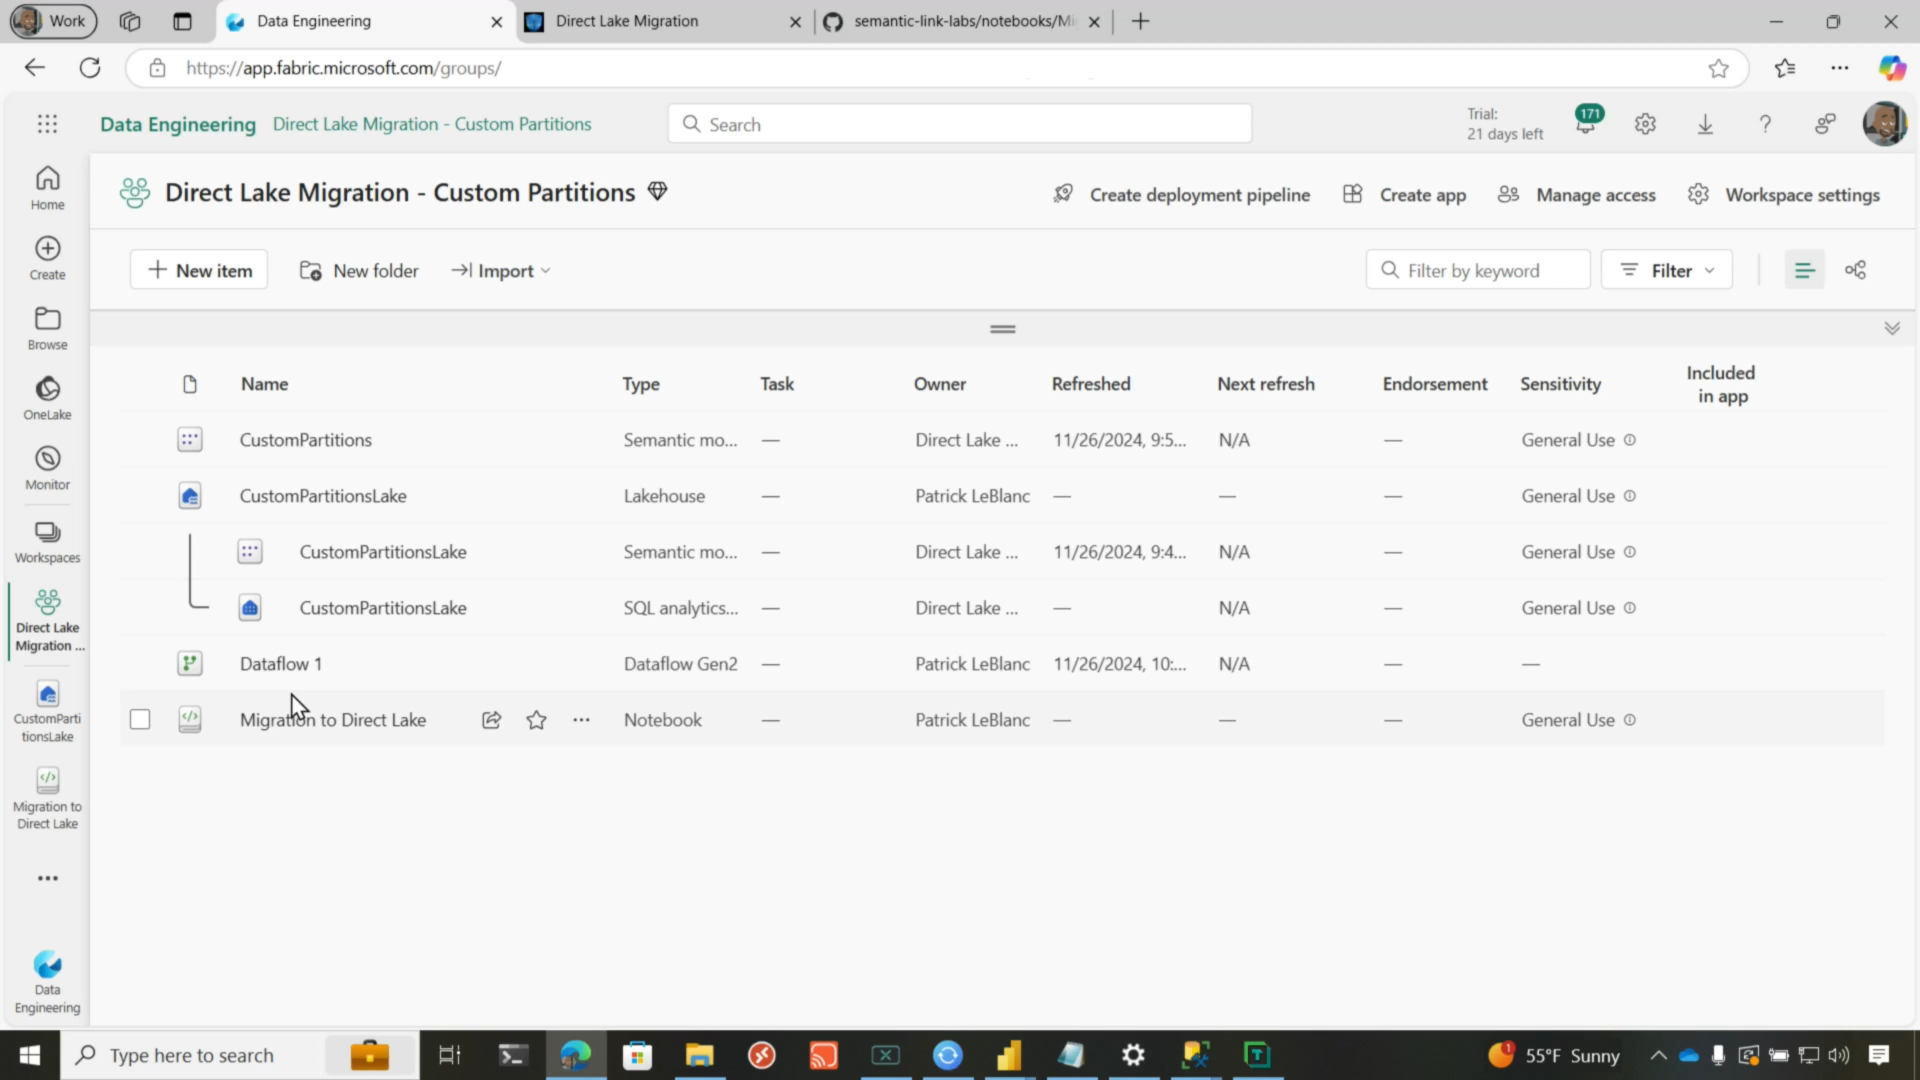 Work
Data Engineering
Direct Lake Migration
semantic-link-labs/notebooks/Mi
https://app.fabric.microsoft.com/groups/
Data Engineering
Direct Lake Migration - Custom Partitions
Search
Trial:
21 days left
171
Home
Create
Browse
OneLake
Monitor
Workspaces
Direct Lake
Migration ...
CustomParti
tionsLake
Migration to
Direct Lake
Data
Engineering
Direct Lake Migration - Custom Partitions
Create deployment pipeline
Create app
Manage access
Workspace settings
New item
New folder
Import
Filter by keyword
Filter
Name Type Task Owner Refreshed Next refresh Endorsement Sensitivity Included
in app
CustomPartitions Semantic mo... — Direct Lake ... 11/26/2024, 9:5... N/A — General Use
CustomPartitionsLake Lakehouse — Patrick LeBlanc — — — General Use
CustomPartitionsLake Semantic mo... — Direct Lake ... 11/26/2024, 9:4... N/A — General Use
CustomPartitionsLake SQL analytics... — Direct Lake ... — N/A — General Use
Dataflow 1 Dataflow Gen2 — Patrick LeBlanc 11/26/2024, 10:... N/A — —
Migration to Direct Lake Notebook — Patrick LeBlanc — — — General Use
Type here to search
1
55°F Sunny